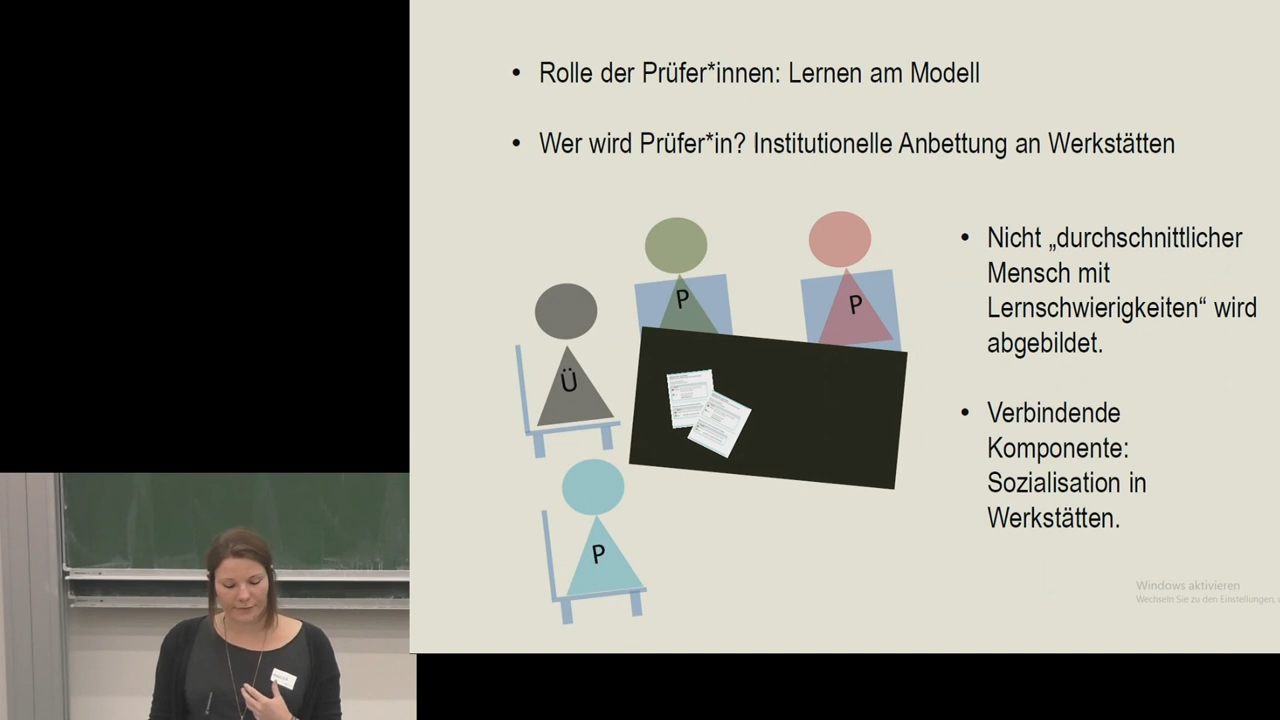 • Rolle der Prüfer*innen: Lernen am Modell
• Wer wird Prüfer*in? Institutionelle Anbettung an Werkstätten
P
P
Ü
P
• Nicht „durchschnittlicher
Mensch mit
Lernschwierigkeiten“ wird
abgebildet.
• Verbindende
Komponente:
Sozialisation in
Werkstätten.
Windows aktivieren
Wechseln Sie zu den Einstellungen,